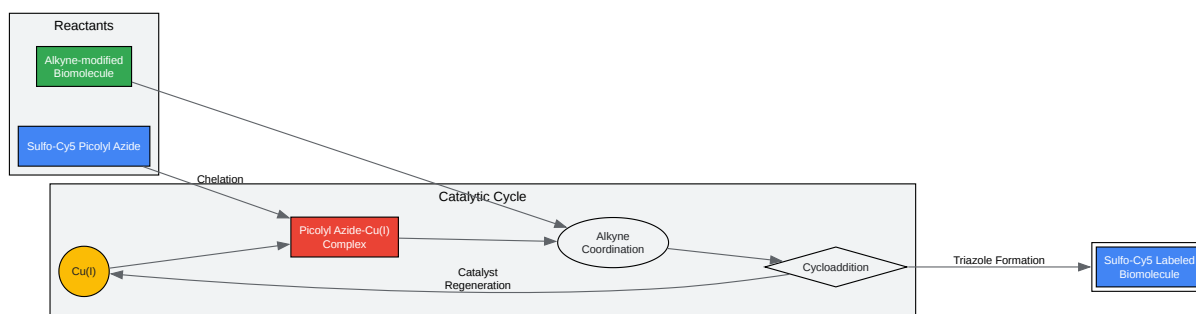 Reactants
Alkyne-modified
Biomolecule
Sulfo-Cy5 Picolyl Azide
Chelation
Catalytic Cycle
Picolyl Azide-Cu(I)
Complex
Alkyne
Coordination
Cu(I)
Catalyst
Regeneration
Cycloaddition
Triazole Formation
Sulfo-Cy5 Labeled
Biomolecule